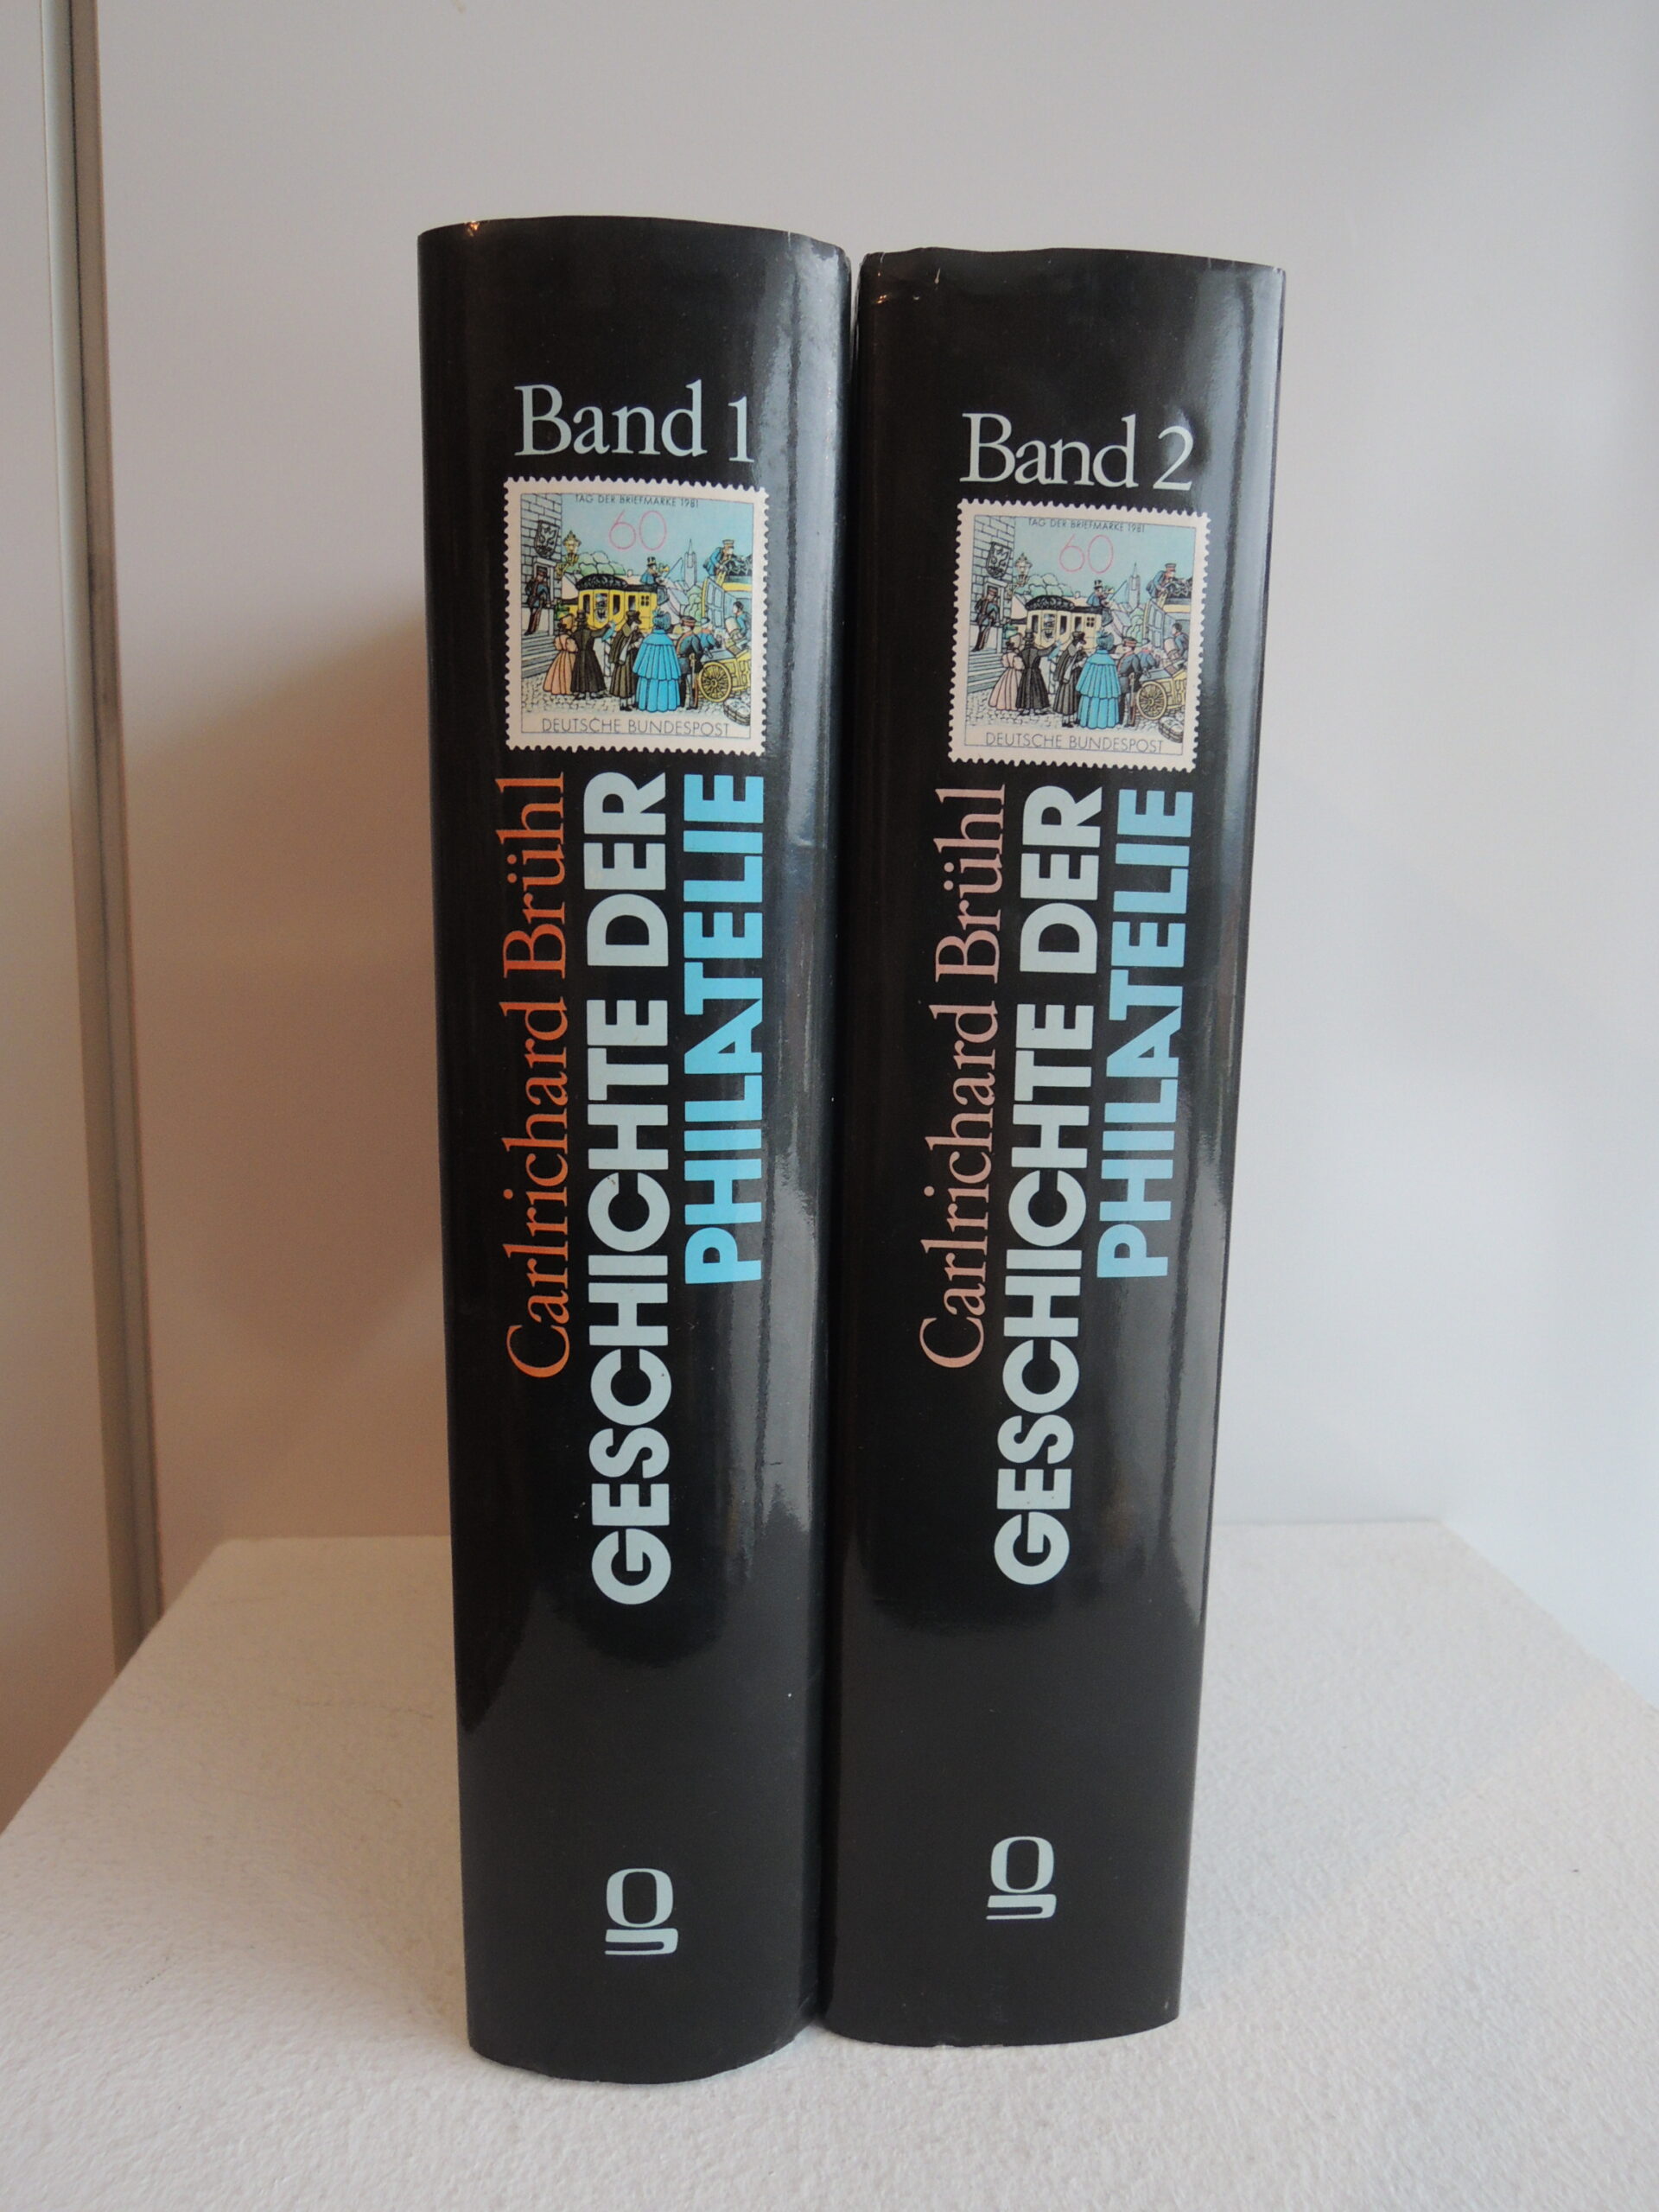 Band 1
TAG DER BRIEFMARKE 1981
60
DEUTSCHE BUNDESPOST
Carlrichard Brühl
GESCHICHTE DER
PHILATELIE
Band 2
TAG DER BRIEFMARKE 1981
60
DEUTSCHE BUNDESPOST
Carlrichard Brühl
GESCHICHTE DER
PHILATELIE